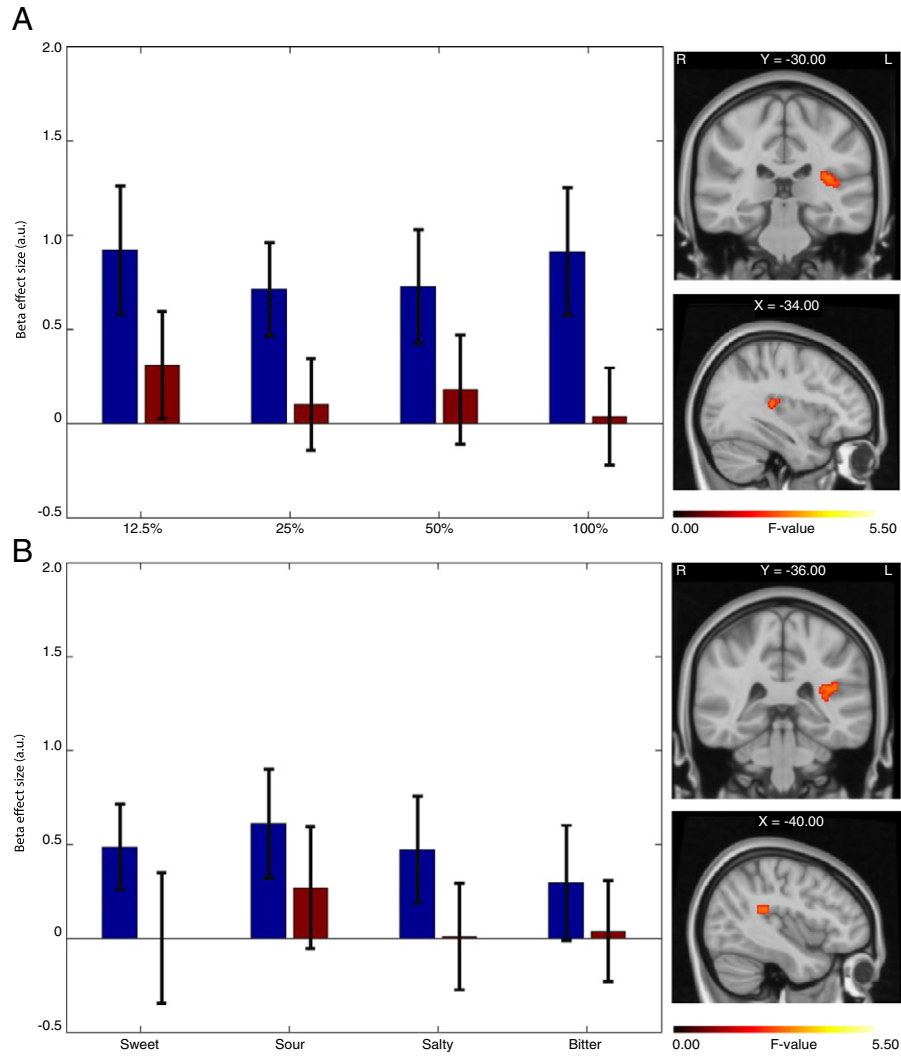 A
2.0
1.5
1.0
0.5
0
-0.5
Beta effect size (a.u.)
12.5% 25% 50% 100%
R Y = -30.00 L
X = -34.00
0.00 F-value 5.50
B
2.0
1.5
1.0
0.5
0
-0.5
Beta effect size (a.u.)
Sweet Sour Salty Bitter
R Y = -36.00 L
X = -40.00
0.00 F-value 5.50